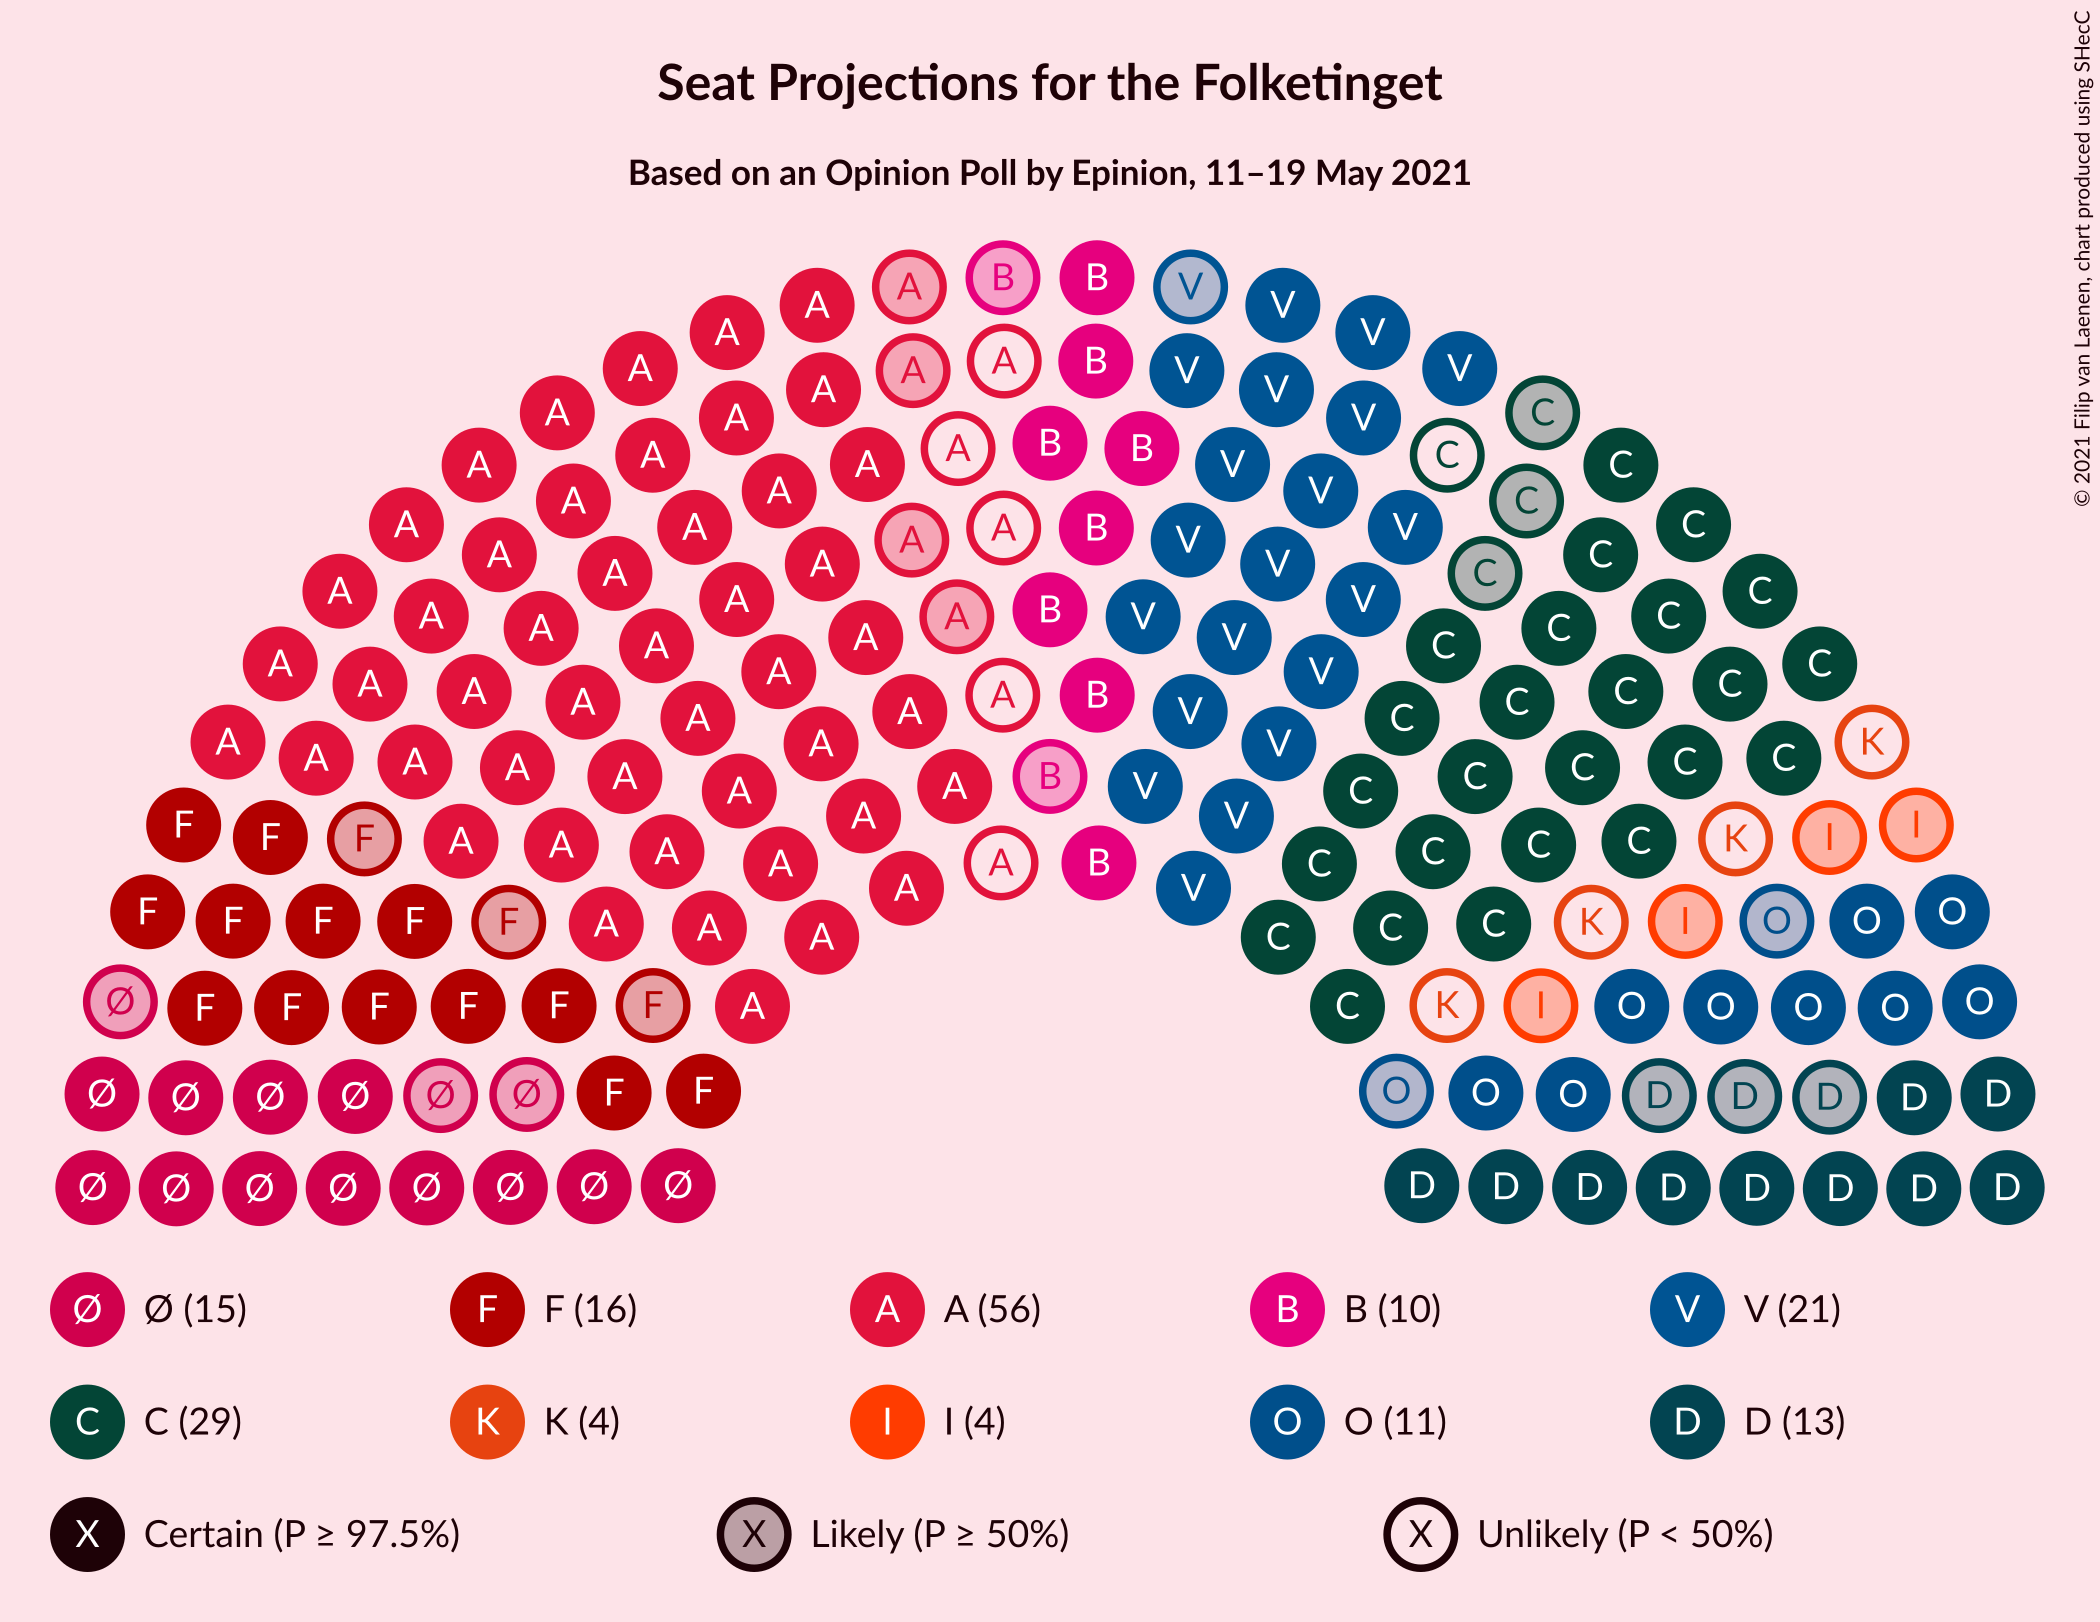 © 2021 Filip van Laenen, chart produced using SHecC
Seat Projections for the Folketinget
Based on an Opinion Poll by Epinion, 11–19 May 2021
A A B B V V
A A A A A B V V V V
A A A A A A B B V V C C C
A A A A A A A B V V V C C C
A A A A A A A A B V V V V C C C C
A A A A A A A A A B V V C C C C C C
A A A A A A A A B V V C C C C C K
F F F A A A A A A A B V V C C C C K I I
F F F F F A A A C C C K I O O O
Ø F F F F F F A C K I O O O O O
Ø Ø Ø Ø Ø Ø F F O O O D D D D D
Ø Ø Ø Ø Ø Ø Ø Ø D D D D D D D D
Ø Ø (15) F F (16) A A (56) B B (10) V V (21)
C C (29) K K (4) I I (4) O O (11) D D (13)
X Certain (P ≥ 97.5%) X Likely (P ≥ 50%) X Unlikely (P < 50%)